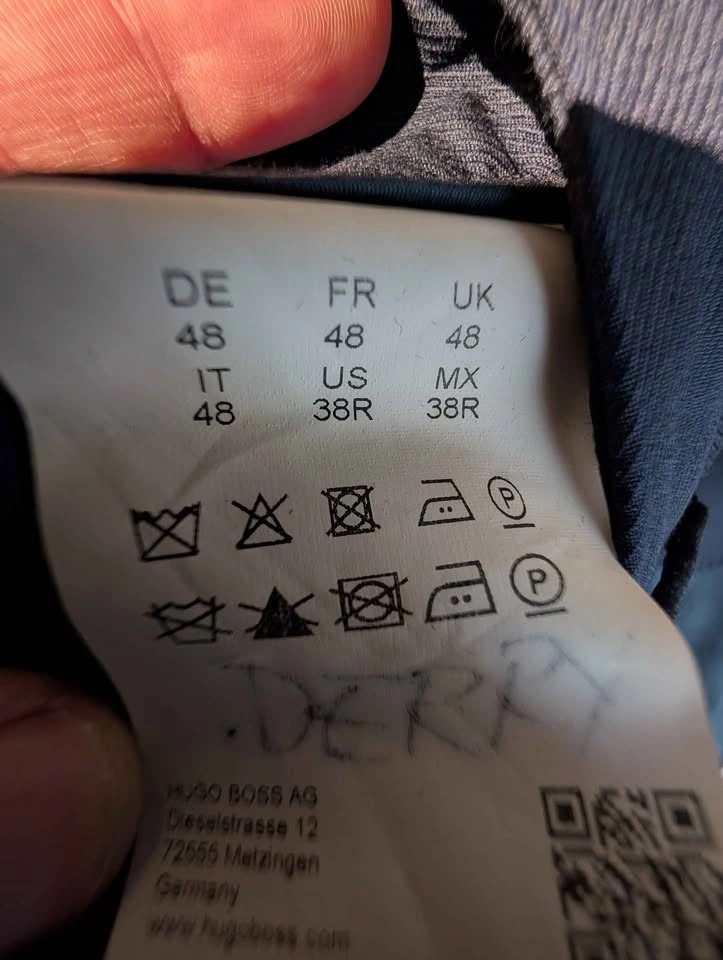 DE FR UK
48 48 48
IT US MX
48 38R 38R
P
P
DERRY
HUGO BOSS AG
Dieselstrasse 12
72555 Metzingen
Germany
www.hugoboss.com